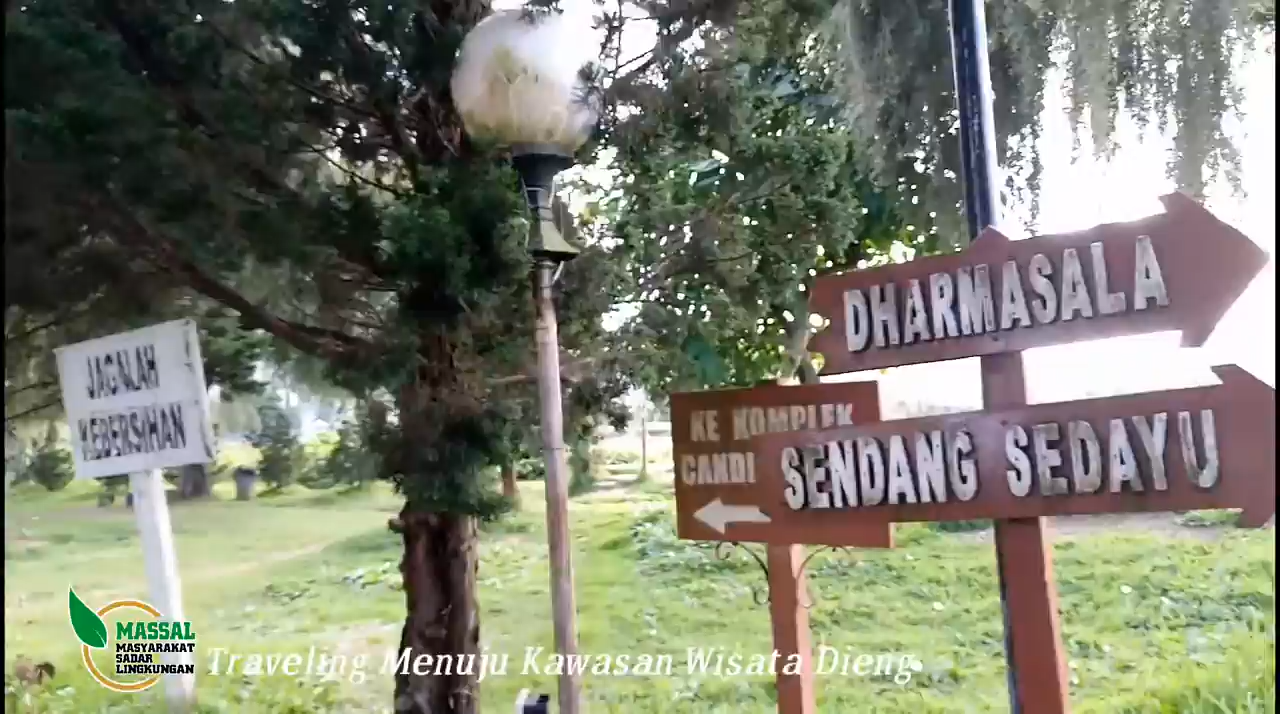 JAGALAH
KEBERSIHAN
DHARMASALA
KE KOMPLEK
CANDI
SENDANG SEDAYU
MASSAL
MASYARAKAT
SADAR
LINGKUNGAN
Traveling Menuju Kawasan Wisata Dieng